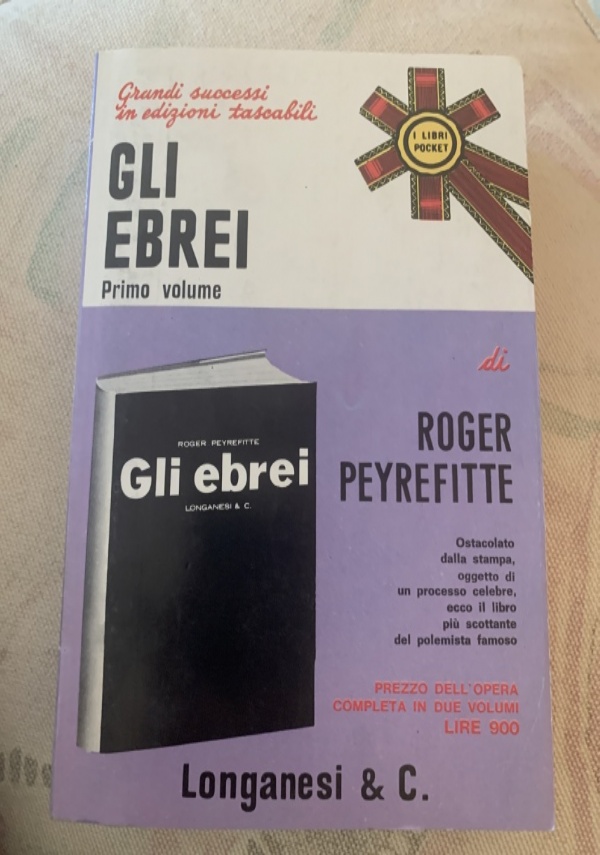 Grandi successi
in edizioni tascabili
I LIBRI
POCKET
GLI
EBREI
Primo volume
di
ROGER
PEYREFITTE
ROGER PEYREFITTE
Gli ebrei
LONGANESI & C.
Ostacolato
dalla stampa,
oggetto di
un processo celebre,
ecco il libro
più scottante
del polemista famoso
PREZZO DELL'OPERA
COMPLETA IN DUE VOLUMI
LIRE 900
Longanesi & C.